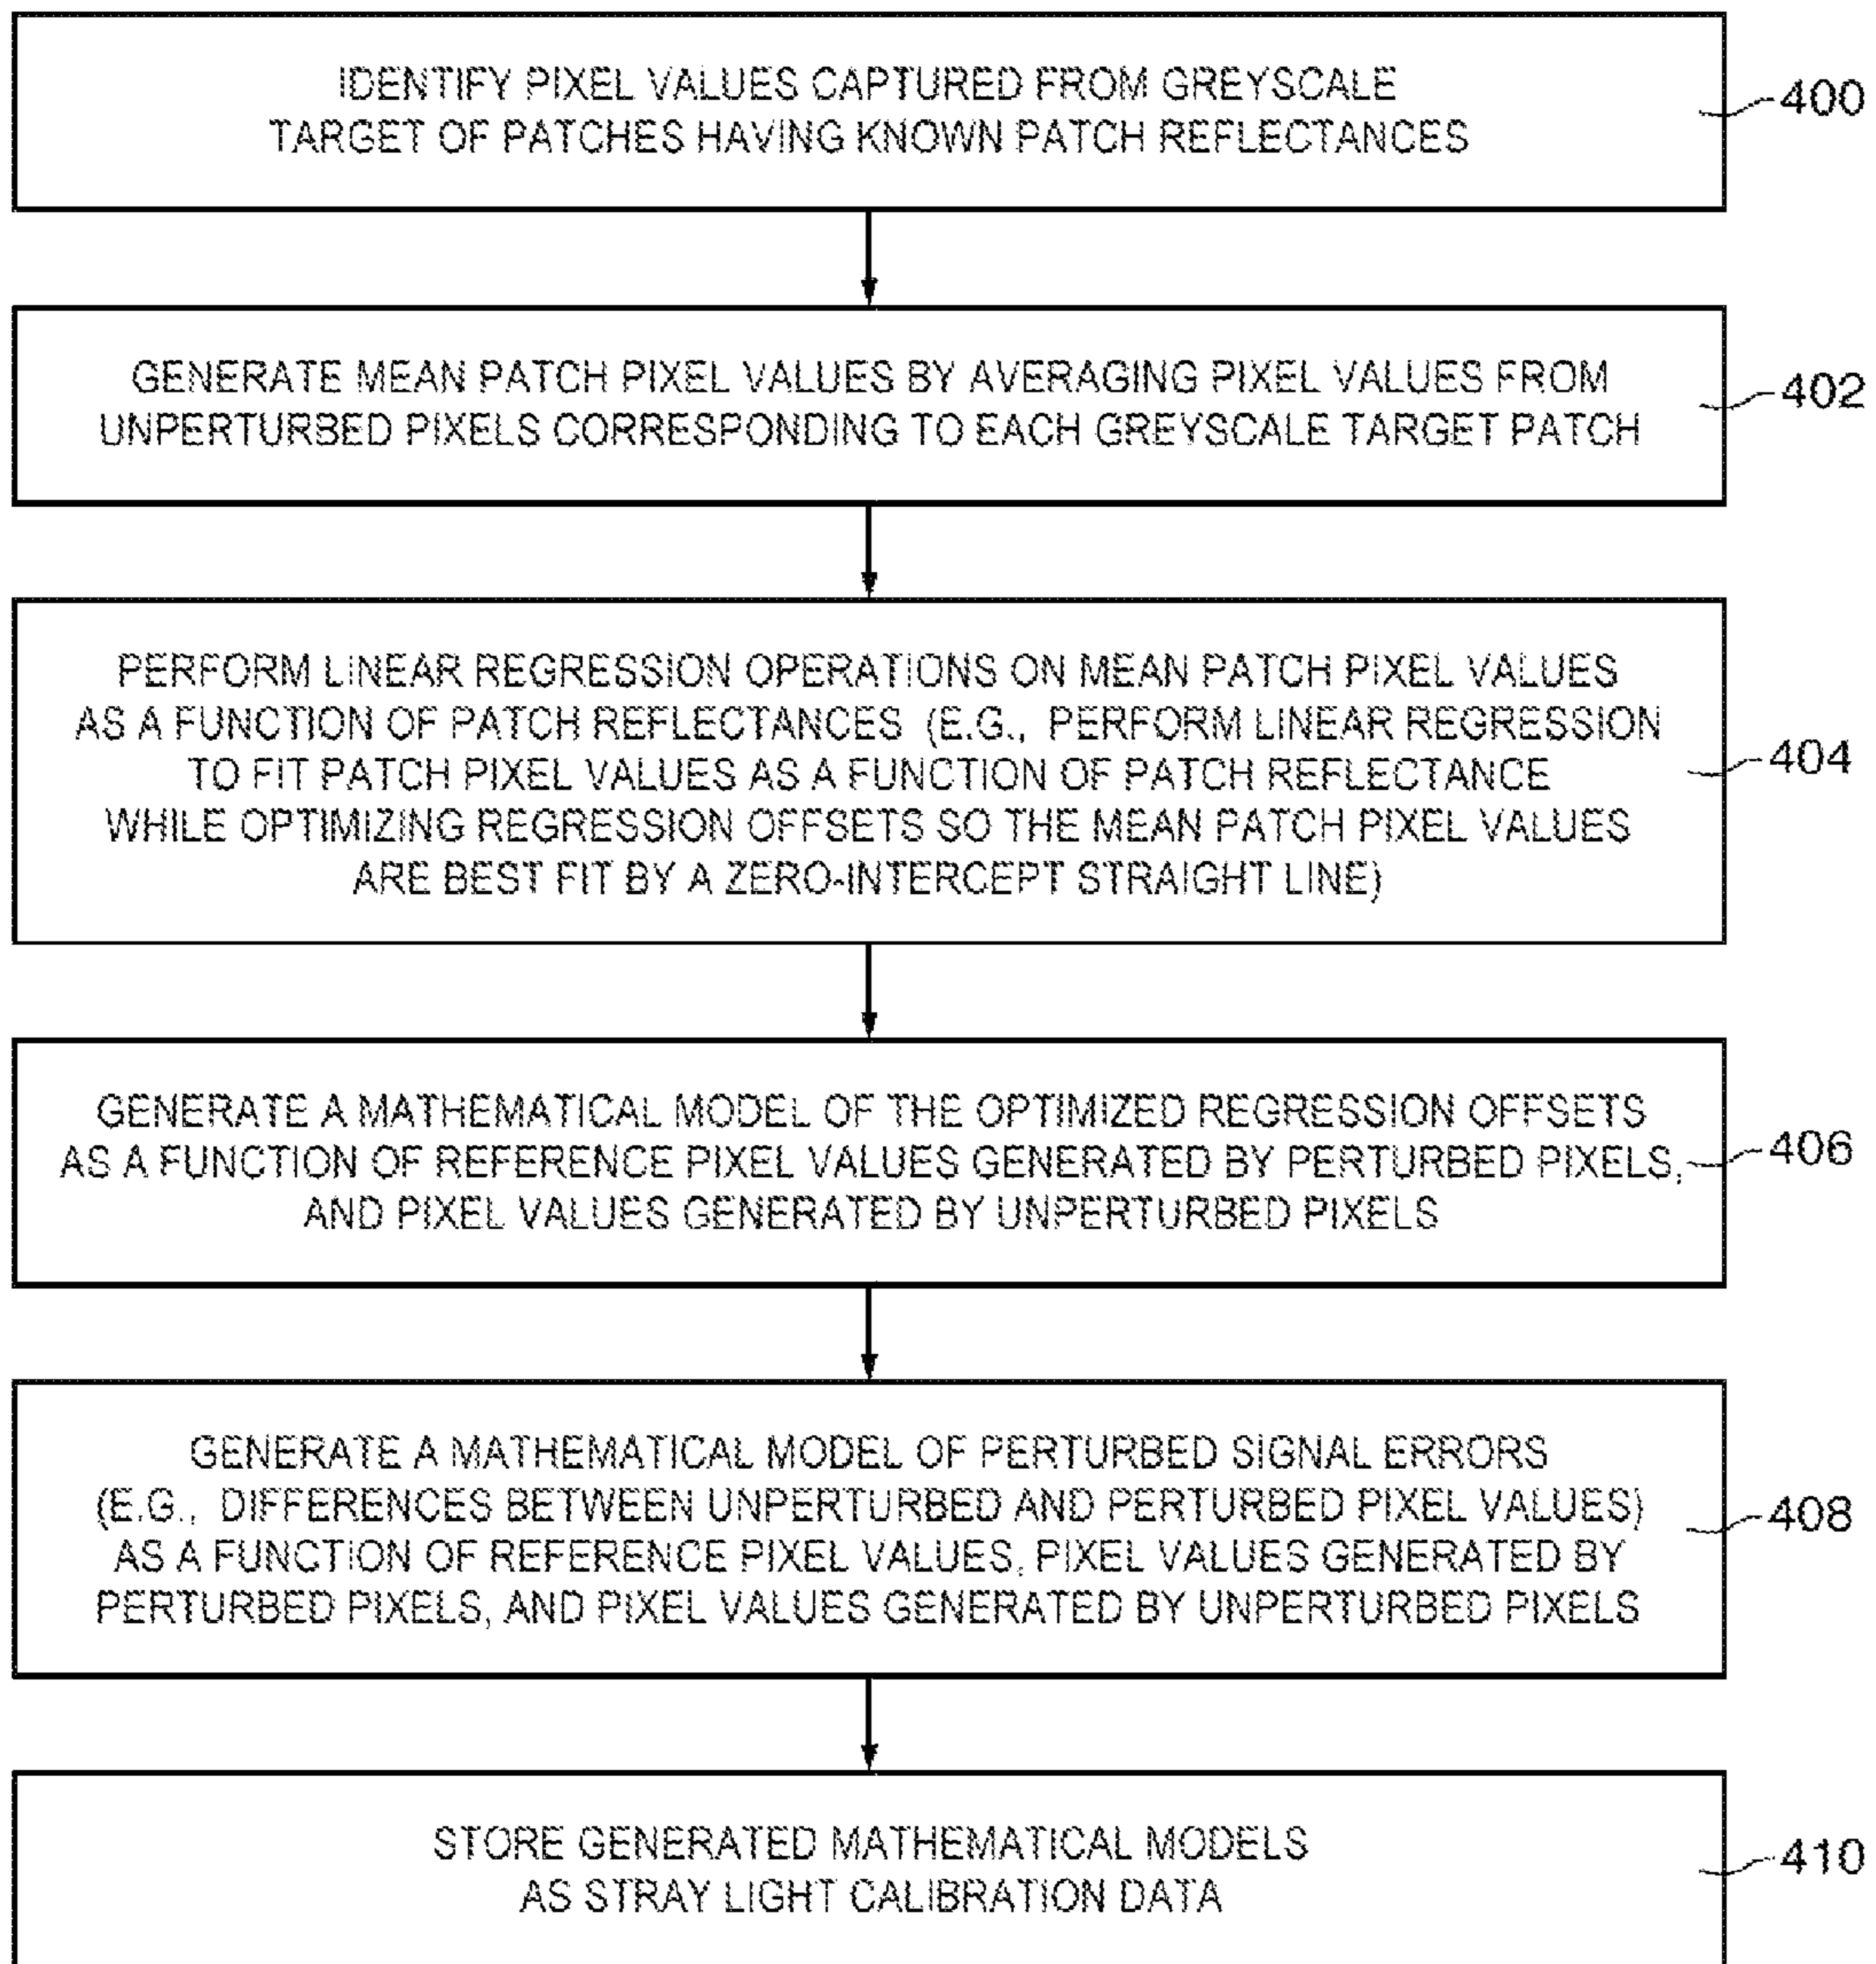 IDENTIFY PIXEL VALUES CAPTURED FROM GREYSCALE
TARGET OF PATCHES HAVING KNOWN PATCH REFLECTANCES
400
GENERATE MEAN PATCH PIXEL VALUES BY AVERAGING PIXEL VALUES FROM
UNPERTURBED PIXELS CORRESPONDING TO EACH GREYSCALE TARGET PATCH
402
PERFORM LINEAR REGRESSION OPERATIONS ON MEAN PATCH PIXEL VALUES
AS A FUNCTION OF PATCH REFLECTANCES (E.G., PERFORM LINEAR REGRESSION
TO FIT PATCH PIXEL VALUES AS A FUNCTION OF PATCH REFLECTANCE
WHILE OPTIMIZING REGRESSION OFFSETS SO THE MEAN PATCH PIXEL VALUES
ARE BEST FIT BY A ZERO-INTERCEPT STRAIGHT LINE)
404
GENERATE A MATHEMATICAL MODEL OF THE OPTIMIZED REGRESSION OFFSETS
AS A FUNCTION OF REFERENCE PIXEL VALUES GENERATED BY PERTURBED PIXELS,
AND PIXEL VALUES GENERATED BY UNPERTURBED PIXELS
406
GENERATE A MATHEMATICAL MODEL OF PERTURBED SIGNAL ERRORS
(E.G., DIFFERENCES BETWEEN UNPERTURBED AND PERTURBED PIXEL VALUES)
AS A FUNCTION OF REFERENCE PIXEL VALUES, PIXEL VALUES GENERATED BY
PERTURBED PIXELS, AND PIXEL VALUES GENERATED BY UNPERTURBED PIXELS
408
STORE GENERATED MATHEMATICAL MODELS
AS STRAY LIGHT CALIBRATION DATA
410